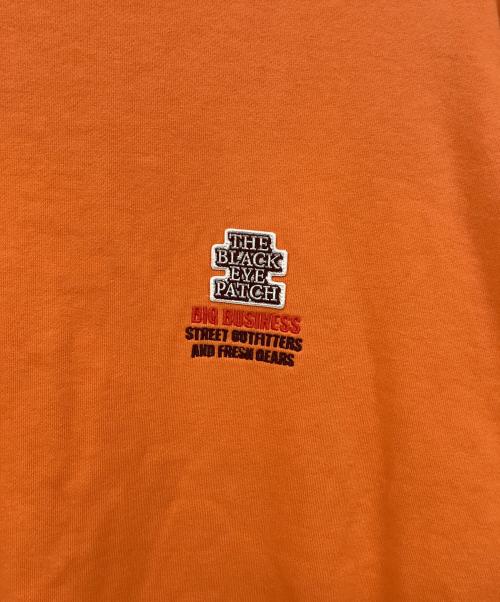 THE
BLACK
EYE
PATCH
BIG BUSINESS
STREET OUTFITTERS
AND FRESH GEARS